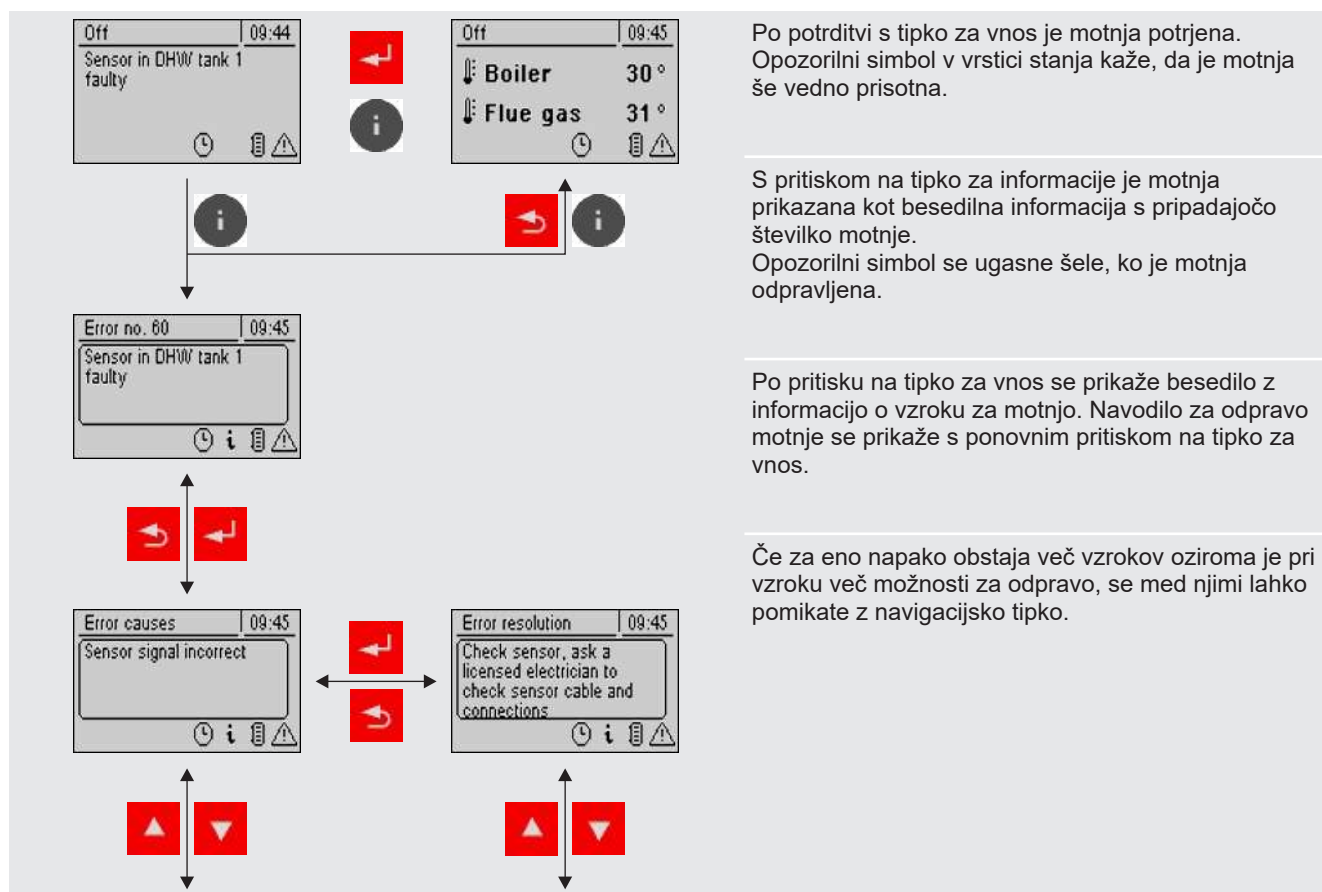 Off 09:44
Sensor in DHW tank 1
faulty
Off 09:45
Boiler 30 °
Flue gas 31 °
Po potrditvi s tipko za vnos je motnja potrjena.
Opozorilni simbol v vrstici stanja kaže, da je motnja
še vedno prisotna.
S pritiskom na tipko za informacije je motnja
prikazana kot besedilna informacija s pripadajočo
številko motnje.
Opozorilni simbol se ugasne šele, ko je motnja
odpravljena.
Error no. 60 09:45
Sensor in DHW tank 1
faulty
Po pritisku na tipko za vnos se prikaže besedilo z
informacijo o vzroku za motnjo. Navodilo za odpravo
motnje se prikaže s ponovnim pritiskom na tipko za
vnos.
Error causes 09:45
Sensor signal incorrect
Error resolution 09:45
Check sensor, ask a
licensed electrician to
check sensor cable and
connections
Če za eno napako obstaja več vzrokov oziroma je pri
vzroku več možnosti za odpravo, se med njimi lahko
pomikate z navigacijsko tipko.